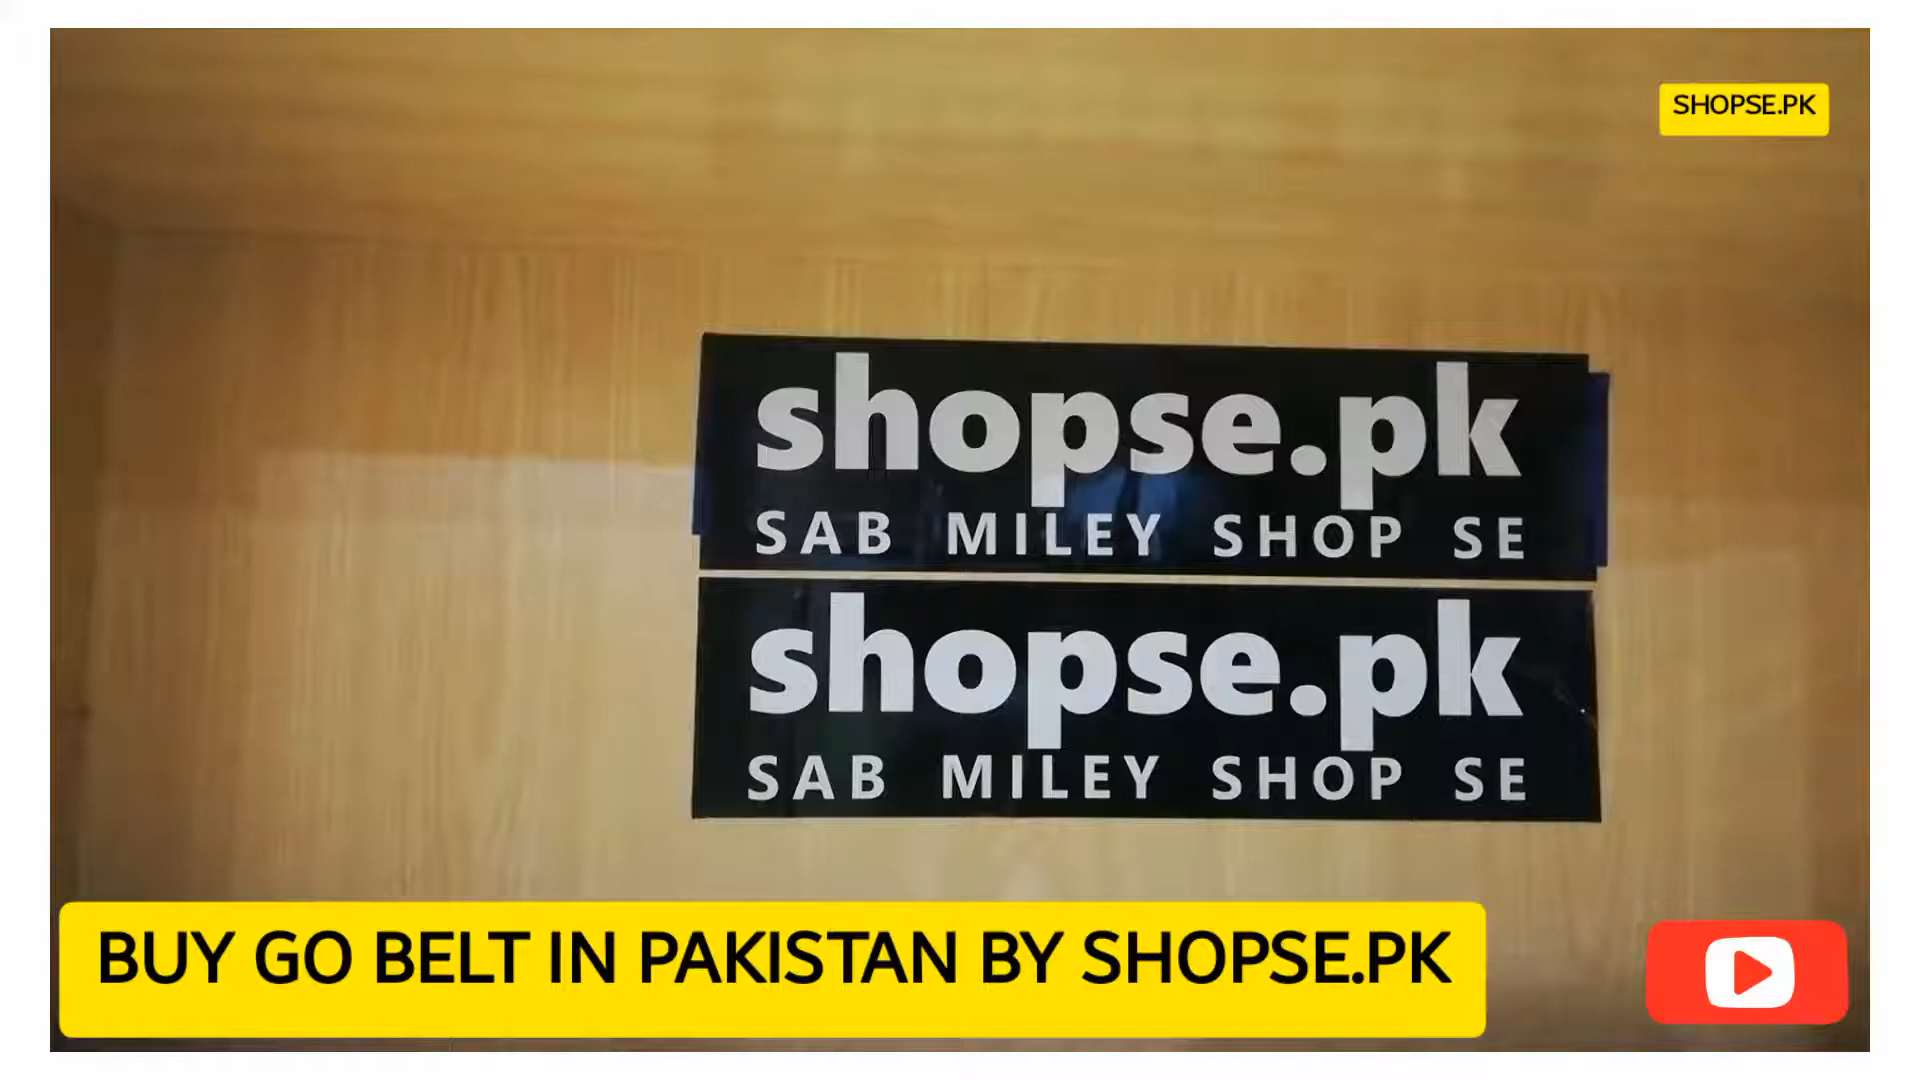 SHOPSE.PK
shopse.pk
SAB MILEY SHOP SE
shopse.pk
SAB MILEY SHOP SE
BUY GO BELT IN PAKISTAN BY SHOPSE.PK